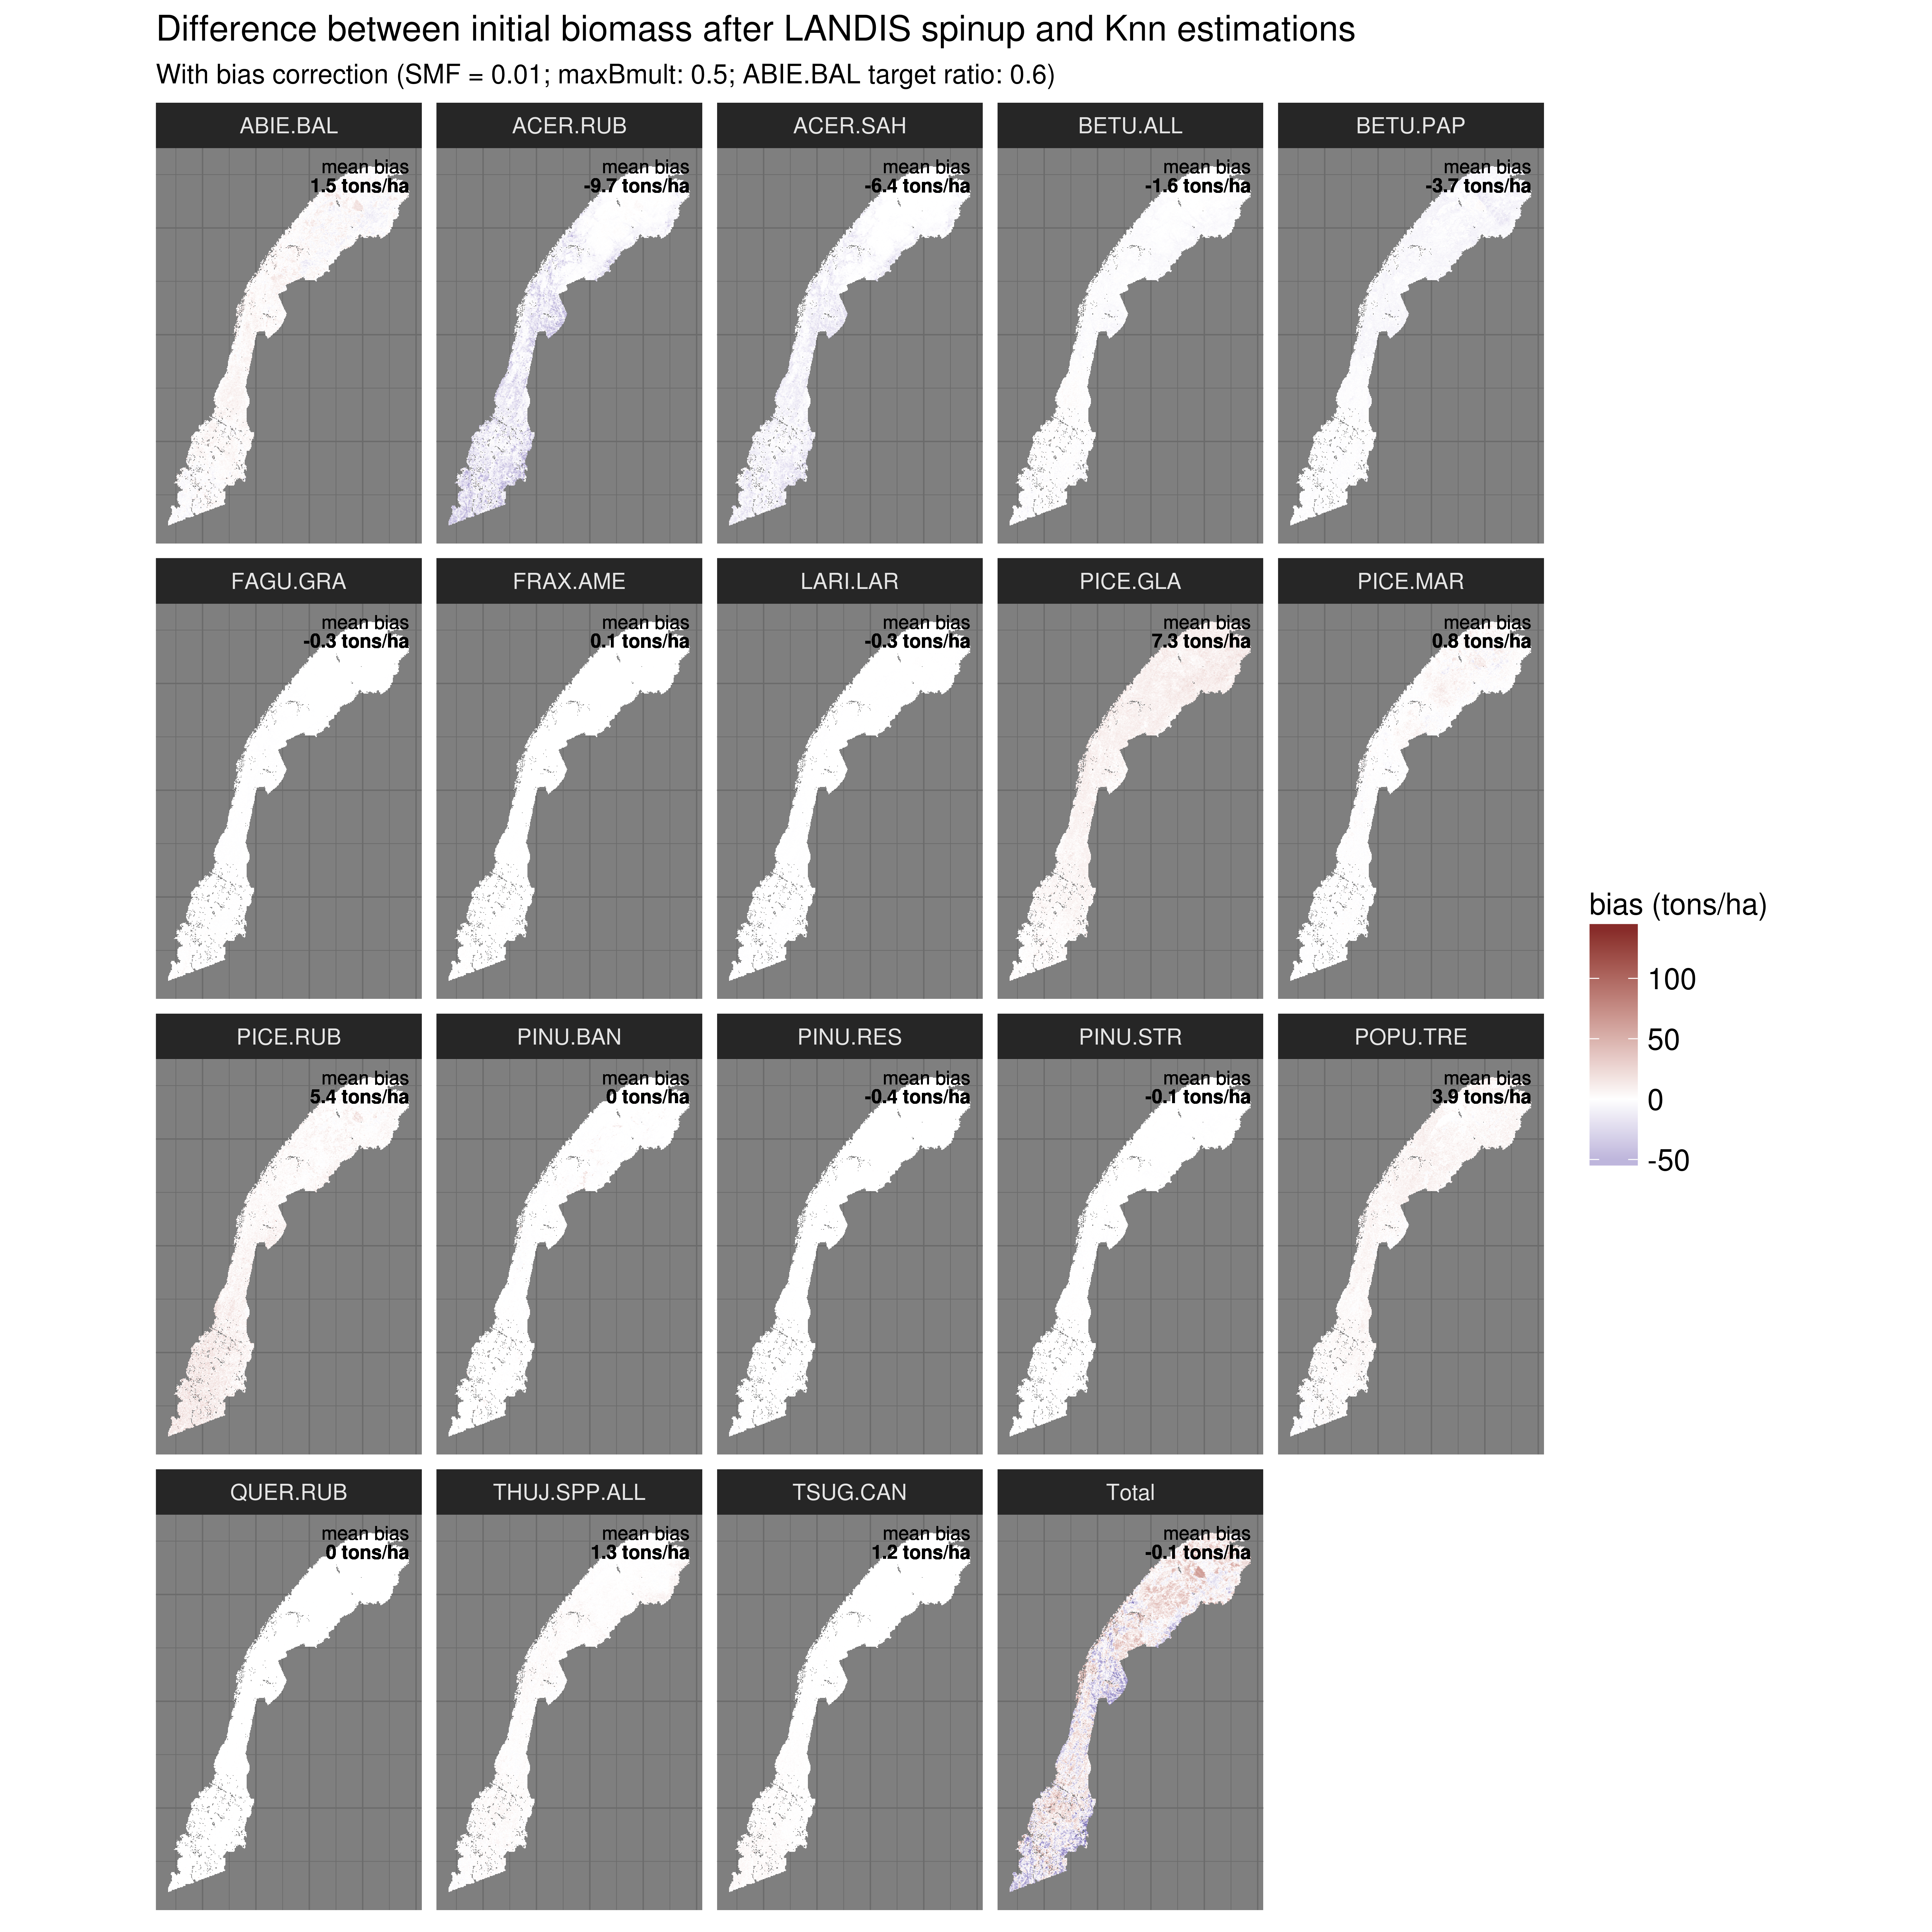 Difference between initial biomass after LANDIS spinup and Knn estimations
With bias correction (SMF = 0.01; maxBmult: 0.5; ABIE.BAL target ratio: 0.6)
ABIE.BAL
mean bias
1.5 tons/ha
ACER.RUB
mean bias
-9.7 tons/ha
ACER.SAH
mean bias
-6.4 tons/ha
BETU.ALL
mean bias
-1.6 tons/ha
BETU.PAP
mean bias
-3.7 tons/ha
FAGU.GRA
mean bias
-0.3 tons/ha
FRAX.AME
mean bias
0.1 tons/ha
LARI.LAR
mean bias
-0.3 tons/ha
PICE.GLA
mean bias
7.3 tons/ha
PICE.MAR
mean bias
0.8 tons/ha
PICE.RUB
mean bias
5.4 tons/ha
PINU.BAN
mean bias
0 tons/ha
PINU.RES
mean bias
-0.4 tons/ha
PINU.STR
mean bias
-0.1 tons/ha
POPU.TRE
mean bias
3.9 tons/ha
QUER.RUB
mean bias
0 tons/ha
THUJ.SPP.ALL
mean bias
1.3 tons/ha
TSUG.CAN
mean bias
1.2 tons/ha
Total
mean bias
-0.1 tons/ha
bias (tons/ha)
100
50
0
-50